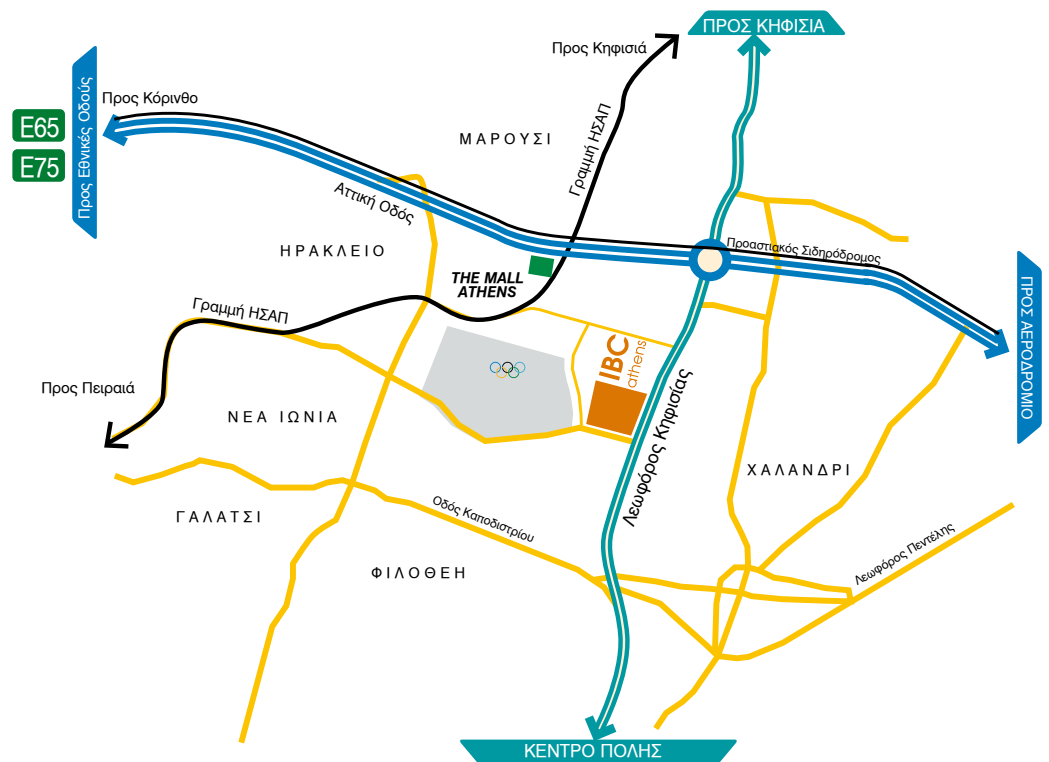 ΠΡΟΣ ΚΗΦΙΣΙΑ
Προς Κηφισιά
Προς Εθνικές Οδούς
Προς Κόρινθο
E65
E75
ΜΑΡΟΥΣΙ
Γραμμή ΗΣΑΠ
Αττική Οδός
ΗΡΑΚΛΕΙΟ
Προαστιακός Σιδηρόδρομος
THE MALL
ATHENS
Γραμμή ΗΣΑΠ
ΠΡΟΣ ΑΕΡΟΔΡΟΜΙΟ
IBC
athens
Προς Πειραιά
ΝΕΑ ΙΩΝΙΑ
Λεωφόρος Κηφισίας
ΧΑΛΑΝΔΡΙ
ΓΑΛΑΤΣΙ
Οδός Καποδιστρίου
Λεωφόρος Πεντέλης
ΦΙΛΟΘΕΗ
ΚΕΝΤΡΟ ΠΟΛΗΣ